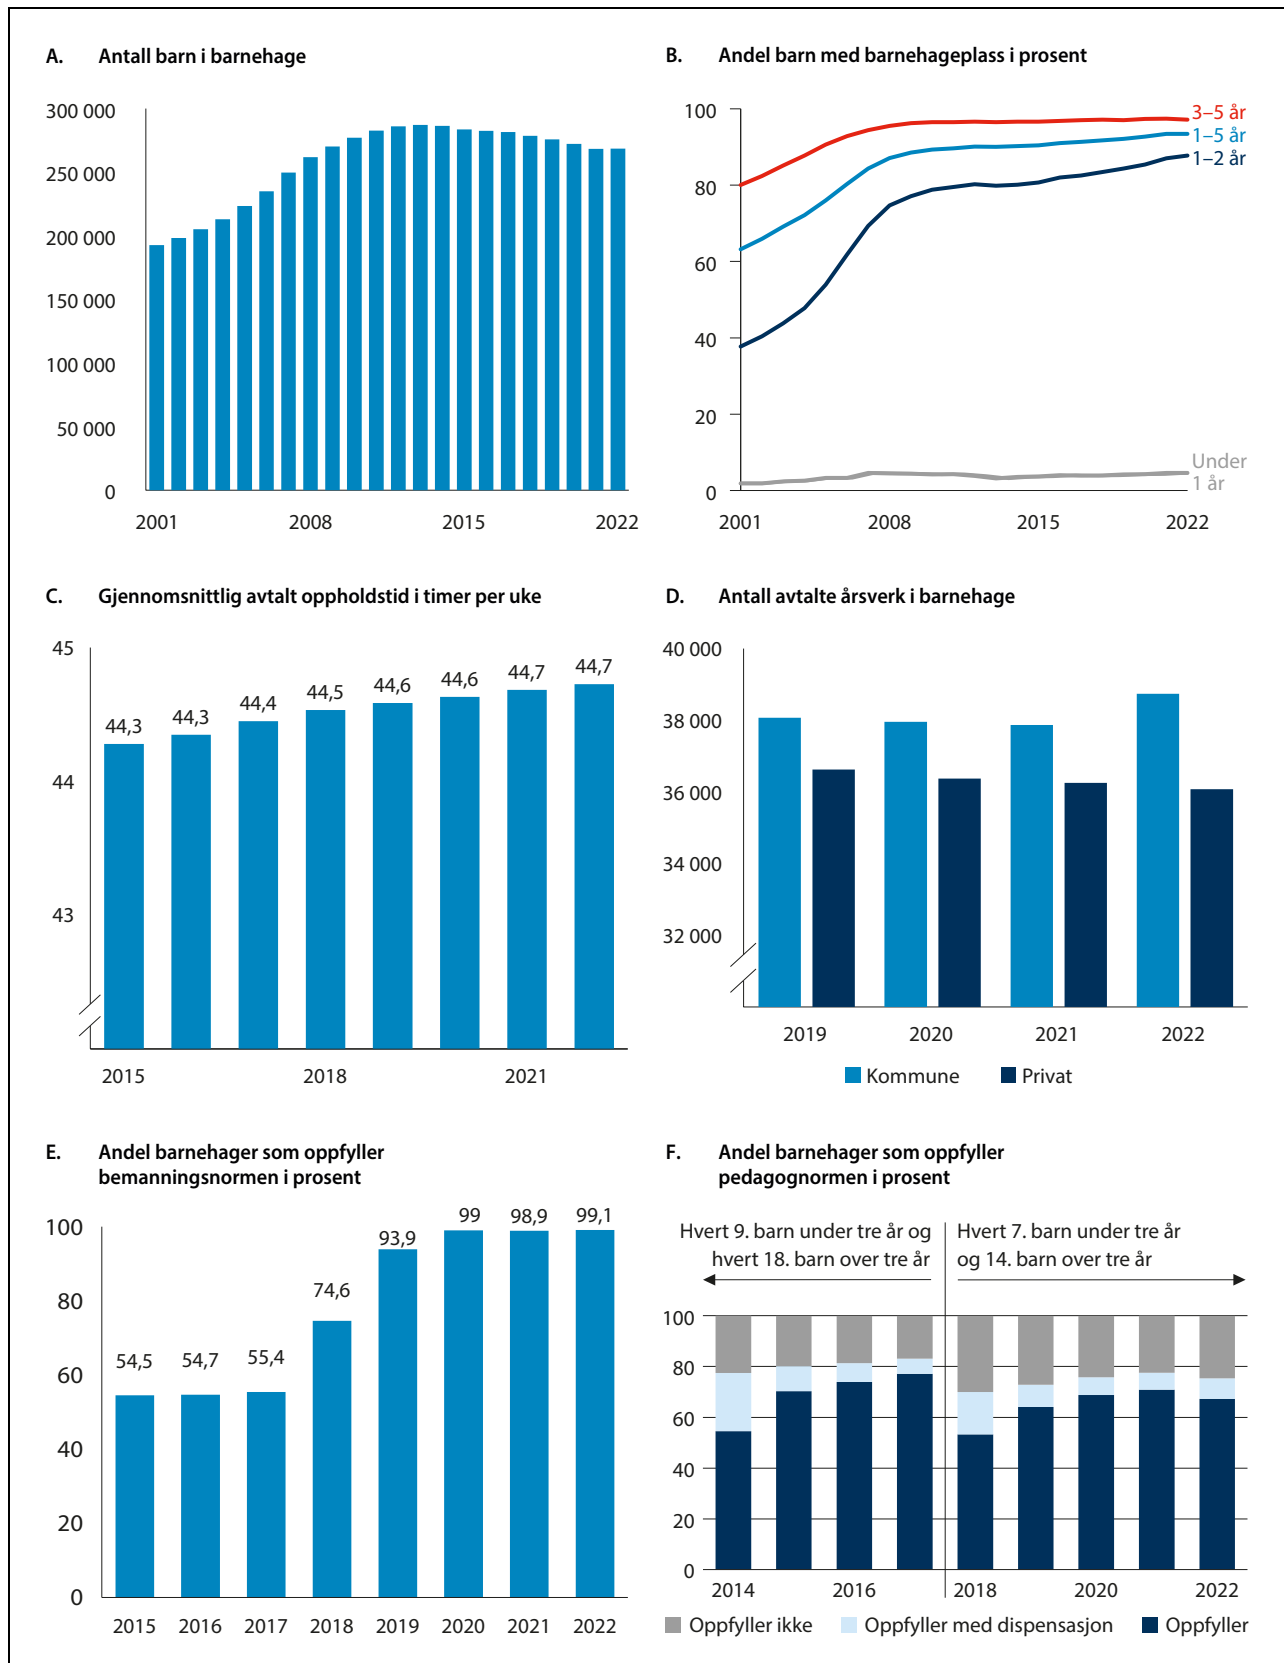 A. Antall barn i barnehage
300 000
250 000
200 000
150 000
100 000
50 000
0
2001 2008 2015 2022
B. Andel barn med barnehageplass i prosent
100
80
60
40
20
0
3–5 år
1–5 år
1–2 år
Under
1 år
2001 2008 2015 2022
C. Gjennomsnittlig avtalt oppholdstid i timer per uke
45
44
43
44,3 44,3 44,4 44,5 44,6 44,6 44,7 44,7
2015 2018 2021
D. Antall avtalte årsverk i barnehage
40 000
38 000
36 000
34 000
32 000
2019 2020 2021 2022
Kommune Privat
E. Andel barnehager som oppfyller
bemanningsnormen i prosent
100
80
60
40
20
0
54,5 54,7 55,4 74,6 93,9 99 98,9 99,1
2015 2016 2017 2018 2019 2020 2021 2022
F. Andel barnehager som oppfyller
pedagognormen i prosent
Hvert 9. barn under tre år og
hvert 18. barn over tre år
Hvert 7. barn under tre år
og 14. barn over tre år
100
80
60
40
20
0
2014 2016 2018 2020 2022
Oppfyller ikke Oppfyller med dispensasjon Oppfyller